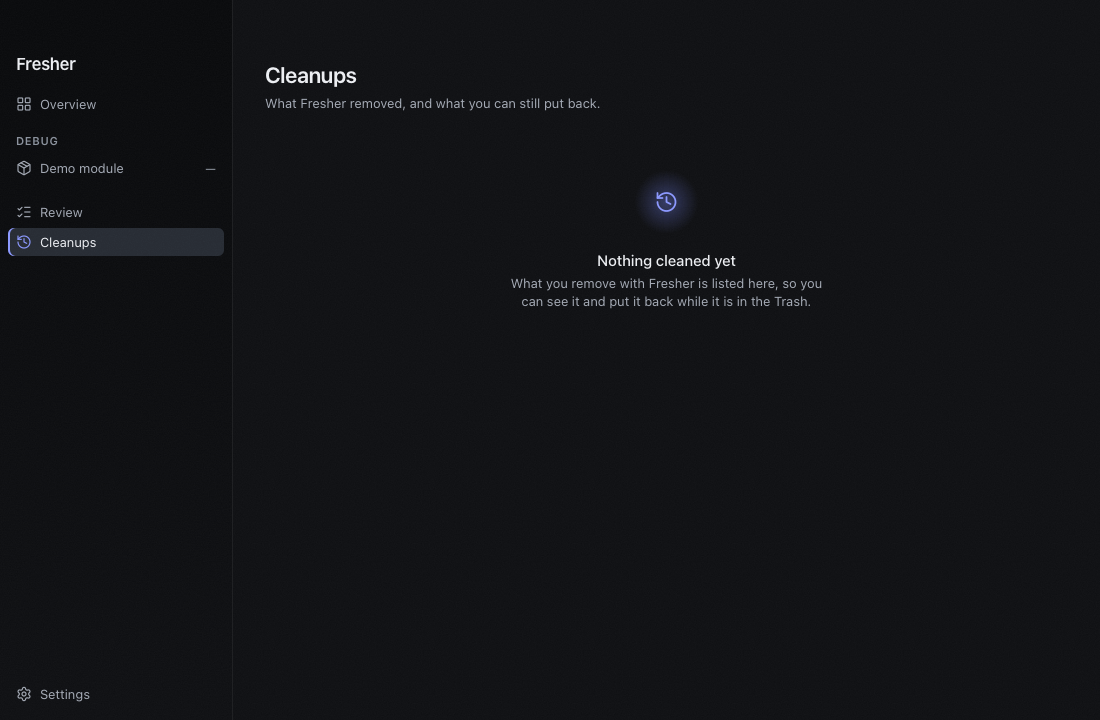 Fresher
Overview
DEBUG
Demo module
Review
Cleanups
Settings
Cleanups
What Fresher removed, and what you can still put back.
Nothing cleaned yet
What you remove with Fresher is listed here, so you
can see it and put it back while it is in the Trash.